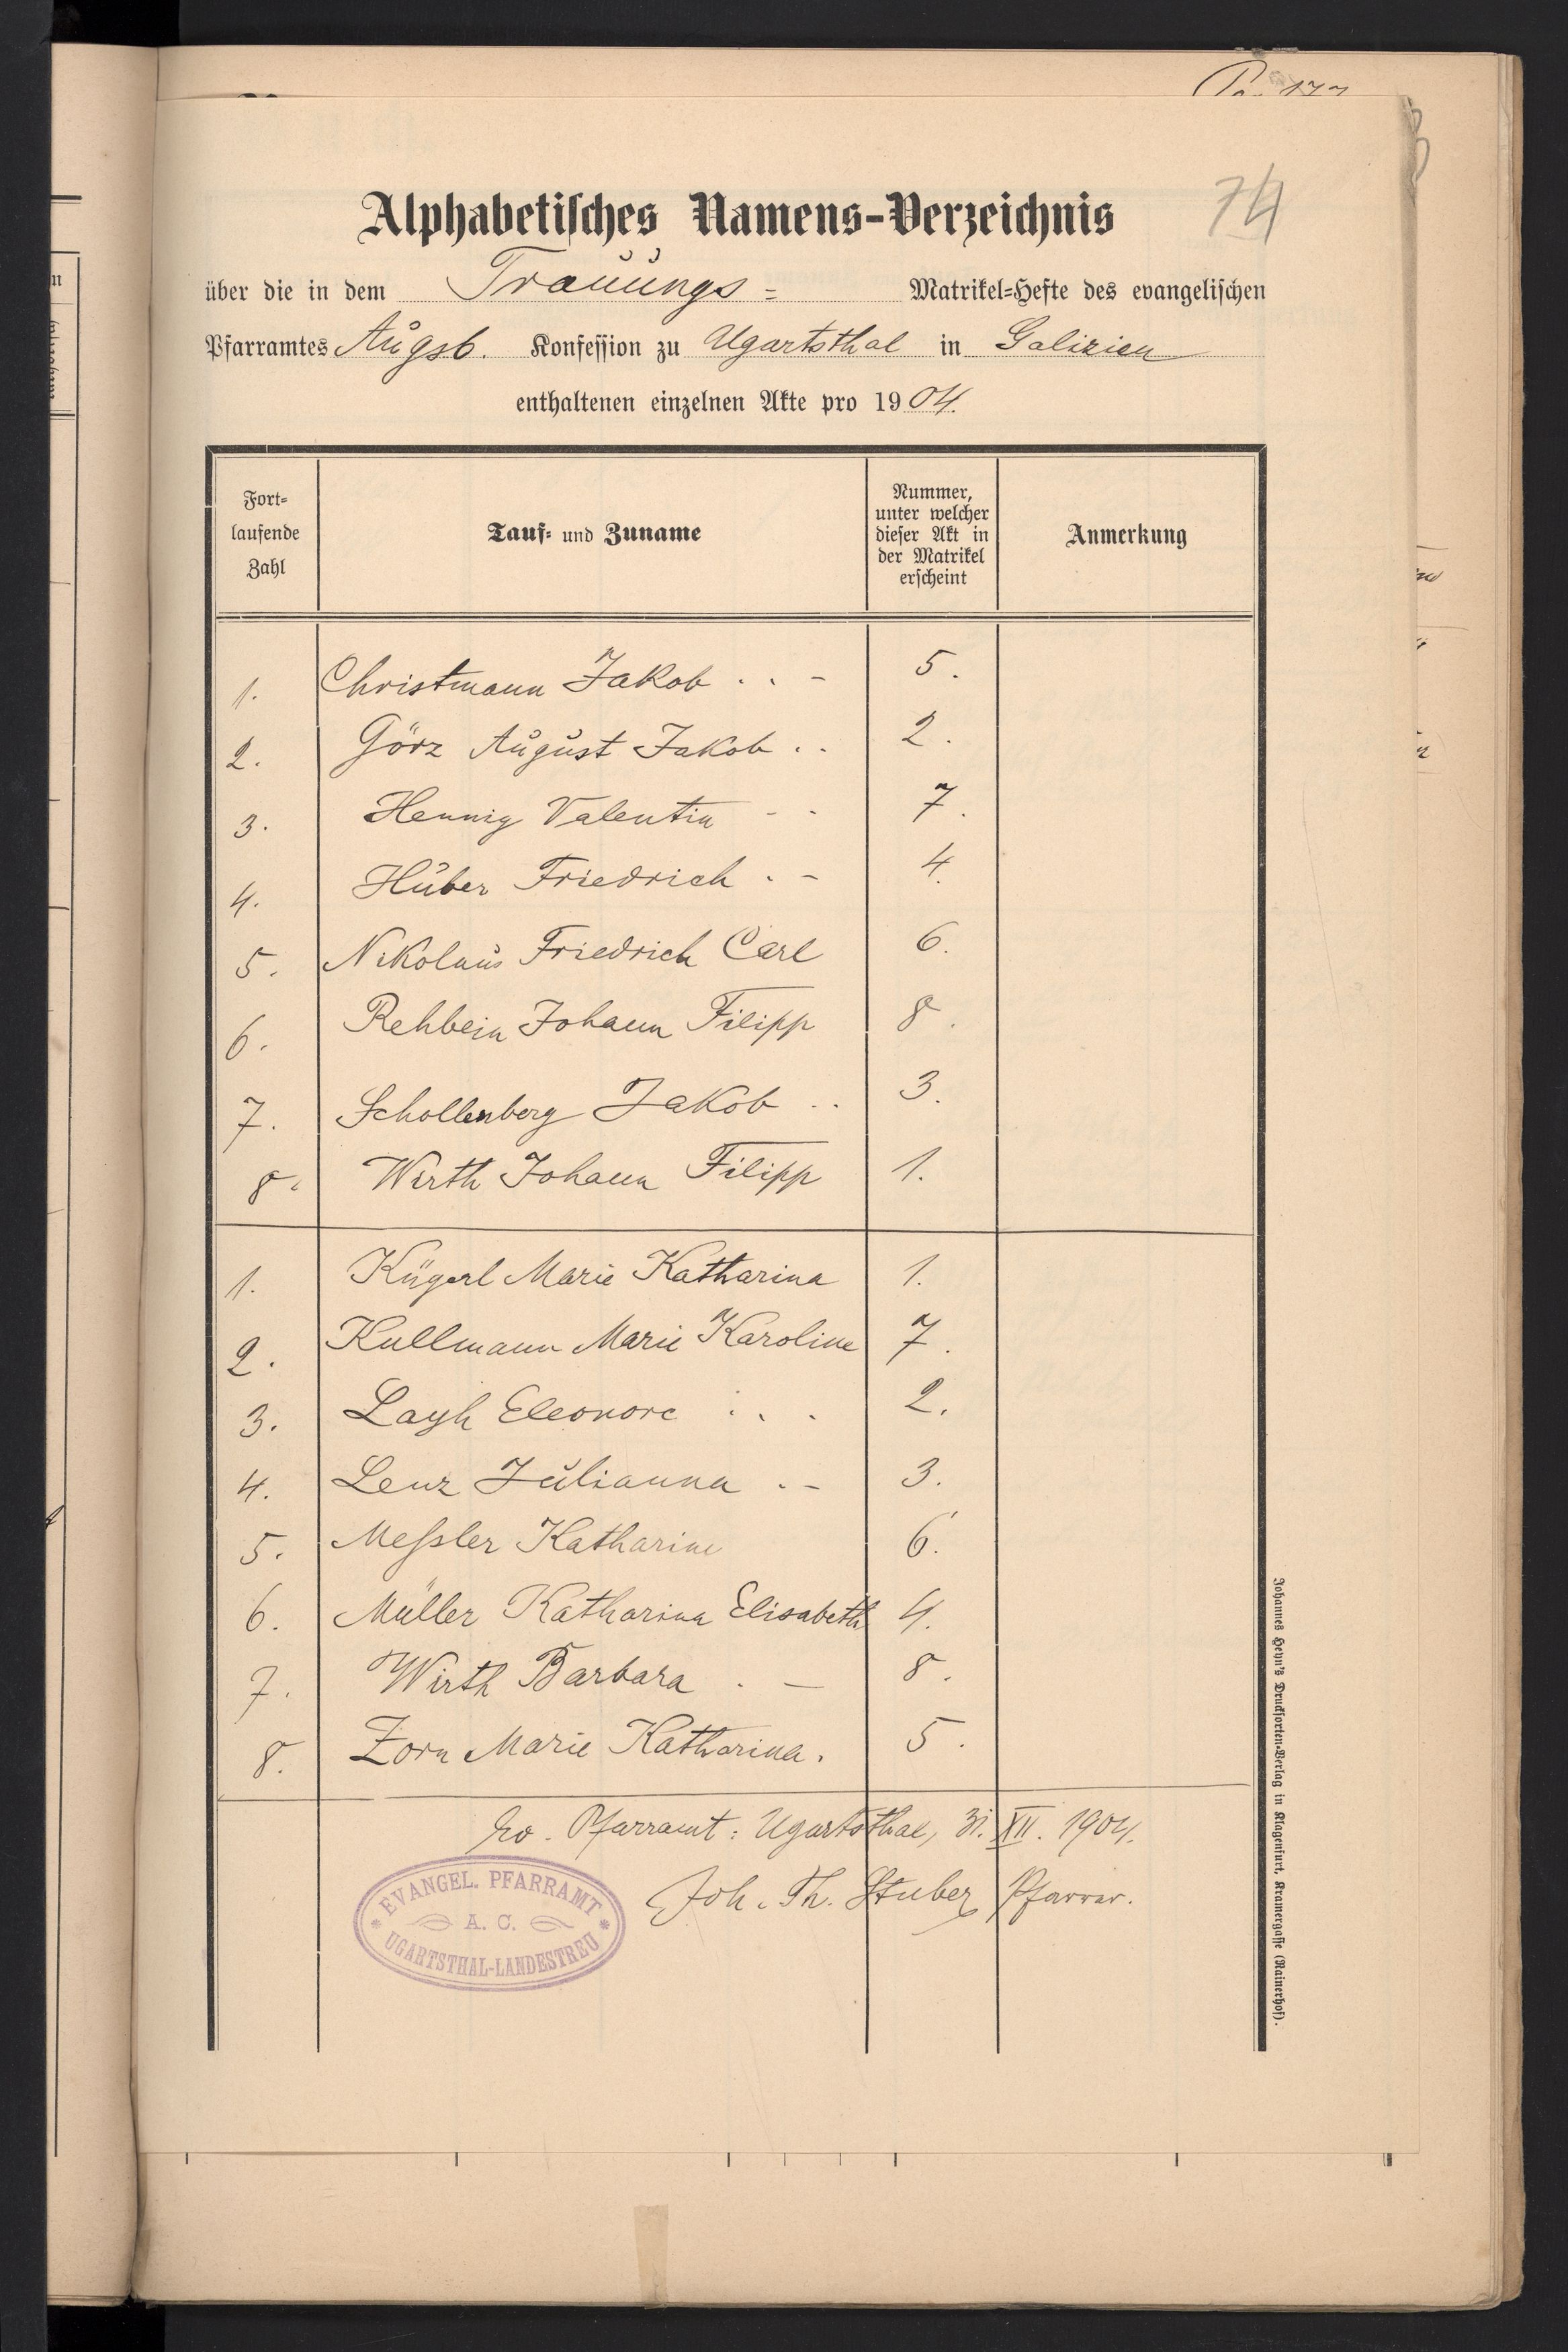 74
Alphabetisches Namens-Verzeichnis
über die in dem Trauungs- Matrikel-Hefte des evangelischen
Pfarramtes Augsb. Konfession zu Ugartsthal in Galizien
enthaltenen einzelnen Akte pro 1904.
Fort-
laufende
Zahl
Tauf- und Zuname
Nummer,
unter welcher
dieser Akt in
der Matrikel
erscheint
Anmerkung
1. Christmann Jakob . . - 5.
2. Görz August Jakob . . 2.
3. Hennig Valentin - - 7.
4. Huber Friedrich . - 4.
5. Nikolaus Friedrich Carl 6.
6. Rehbein Johann Filipp 8.
7. Schollenberg Jakob . . 3.
8. Wirth Johann Filipp 1.
1. Kügerl Marie Katharina 1.
2. Kullmann Marie Karoline 7.
3. Layh Eleonore . . . 2.
4. Lenz Julianna . - 3.
5. Meſsler Katharine 6.
6. Müller Katharina Elisabeth 4.
7. Wirth Barbara . - 8.
8. Zorn Marie Katharina. 5.
Ev. Pfarramt: Ugartsthal, 31. XII. 1904.
Joh. Th. Stuber Pfarrer.
EVANGEL. PFARRAMT
* A. C. *
UGARTSTHAL-LANDESTREU
Johannes Heyn's Drucksorten-Verlag in Klagenfurt, Kramergasse (Rainerhof).